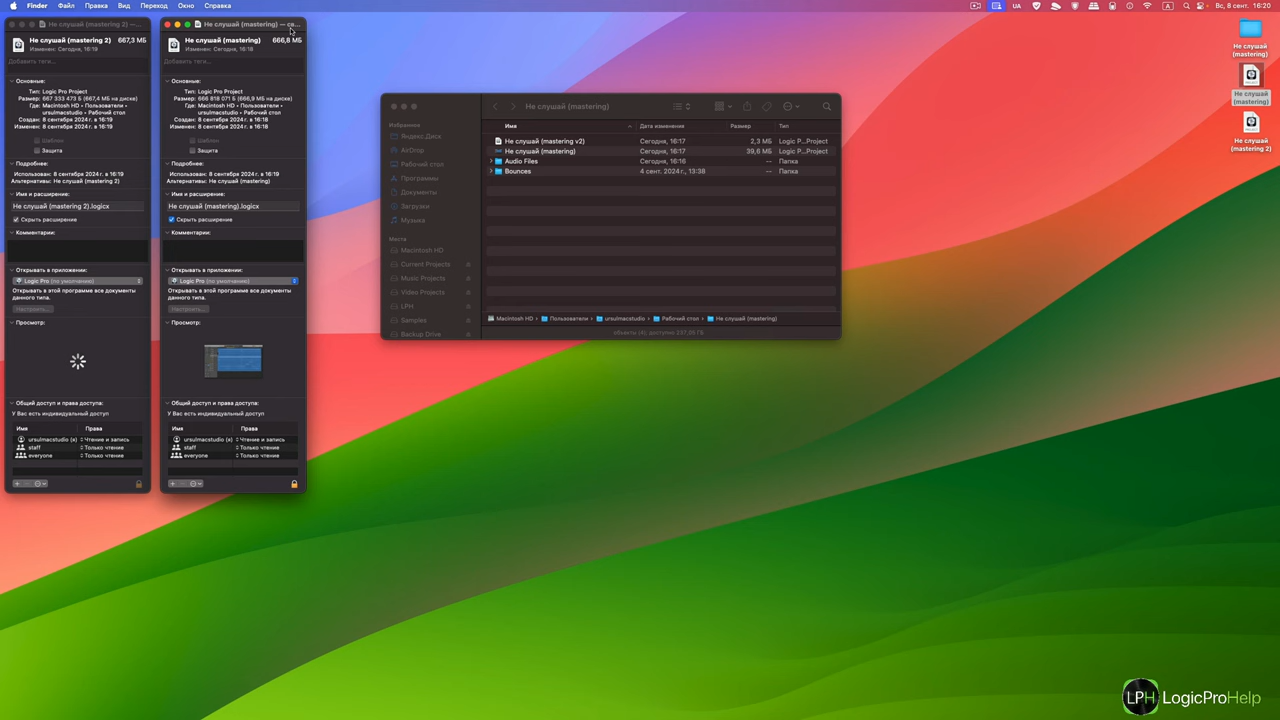 Finder Файл Правка Вид Переход Окно Справка
UA Вс, 8 сент. 16:20
Не слушай (mastering 2) —...
Не слушай (mastering 2) 667,3 МБ
Изменен: Сегодня, 16:19
Добавить теги...
Основные:
Тип: Logic Pro Project
Размер: 667 333 473 Б (667,4 МБ на диске)
Где: Macintosh HD • Пользователи •
ursulmacstudio • Рабочий стол
Создан: 8 сентября 2024 г. в 16:19
Изменен: 8 сентября 2024 г. в 16:19
Шаблон
Защита
Подробнее:
Использован: 8 сентября 2024 г. в 16:19
Альтернативы: Не слушай (mastering 2)
Имя и расширение:
Не слушай (mastering 2).logicx
Скрыть расширение
Комментарии:
Открывать в приложении:
Logic Pro (по умолчанию)
Открывать в этой программе все документы
данного типа.
Настроить...
Просмотр:
Общий доступ и права доступа:
У Вас есть индивидуальный доступ
Имя Права
ursulmacstudio (я) Чтение и запись
staff Только чтение
everyone Только чтение
Не слушай (mastering) — св...
Не слушай (mastering) 666,8 МБ
Изменен: Сегодня, 16:18
Добавить теги...
Основные:
Тип: Logic Pro Project
Размер: 666 818 071 Б (666,9 МБ на диске)
Где: Macintosh HD • Пользователи •
ursulmacstudio • Рабочий стол
Создан: 8 сентября 2024 г. в 16:18
Изменен: 8 сентября 2024 г. в 16:18
Шаблон
Защита
Подробнее:
Использован: 8 сентября 2024 г. в 16:19
Альтернативы: Не слушай (mastering)
Имя и расширение:
Не слушай (mastering).logicx
Скрыть расширение
Комментарии:
Открывать в приложении:
Logic Pro (по умолчанию)
Открывать в этой программе все документы
данного типа.
Настроить...
Просмотр:
Общий доступ и права доступа:
У Вас есть индивидуальный доступ
Имя Права
ursulmacstudio (я) Чтение и запись
staff Только чтение
everyone Только чтение
Не слушай (mastering)
Избранное
Яндекс.Диск
AirDrop
Рабочий стол
Программы
Документы
Загрузки
Музыка
Места
Macintosh HD
Current Projects
Music Projects
Video Projects
LPH
Samples
Backup Drive
Имя Дата изменения Размер Тип
Не слушай (mastering v2) Сегодня, 16:17 2,3 МБ Logic P...Project
Не слушай (mastering) Сегодня, 16:17 39,6 МБ Logic P...Project
Audio Files Сегодня, 16:16 -- Папка
Bounces 4 сент. 2024 г., 13:38 -- Папка
Macintosh HD Пользователи ursulmacstudio Рабочий стол Не слушай (mastering)
Не слушай
(mastering)
Не слушай
(mastering)
Не слушай
(mastering 2)
LPH LogicProHelp